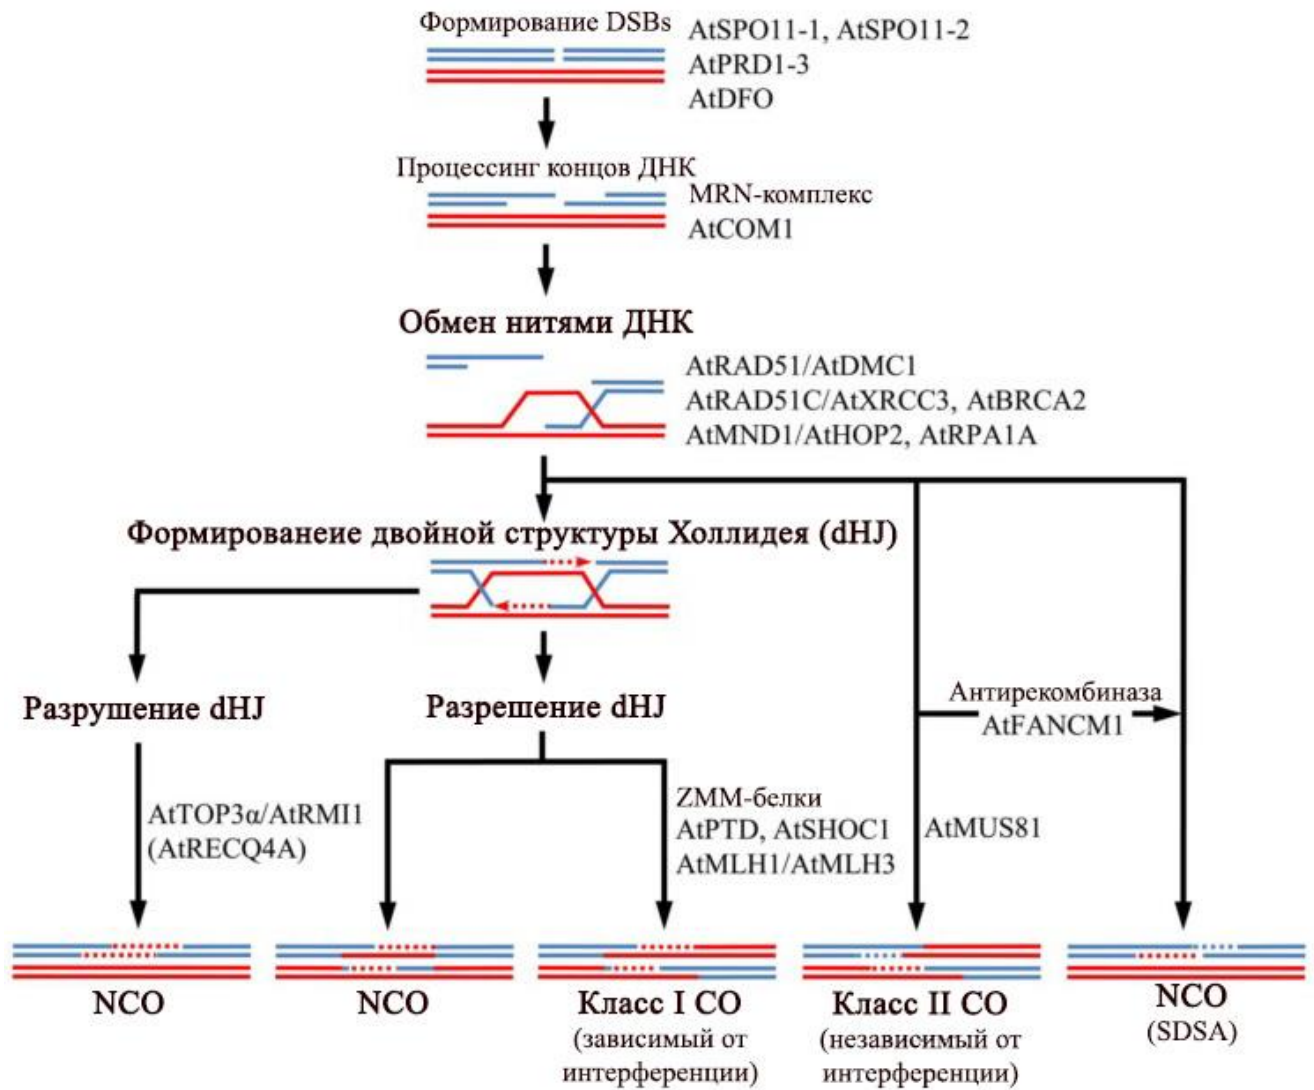 Формирование DSBs
AtSPO11-1, AtSPO11-2
AtPRD1-3
AtDFO
Процессинг концов ДНК
MRN-комплекс
AtCOM1
Обмен нитями ДНК
AtRAD51/AtDMC1
AtRAD51C/AtXRCC3, AtBRCA2
AtMND1/AtHOP2, AtRPA1A
Формированеие двойной структуры Холлидея (dHJ)
Разрушение dHJ
Разрешение dHJ
Антирекомбиназа
AtFANCM1
AtTOP3α/AtRMI1
(AtRECQ4A)
ZMM-белки
AtPTD, AtSHOC1
AtMLH1/AtMLH3
AtMUS81
NCO
NCO
Класс I CO
(зависимый от
интерференции)
Класс II CO
(независимый от
интерференции)
NCO
(SDSA)